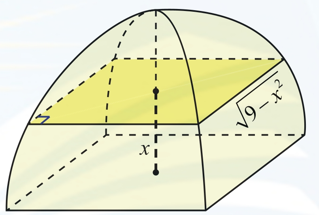 √(9 − x²)
x